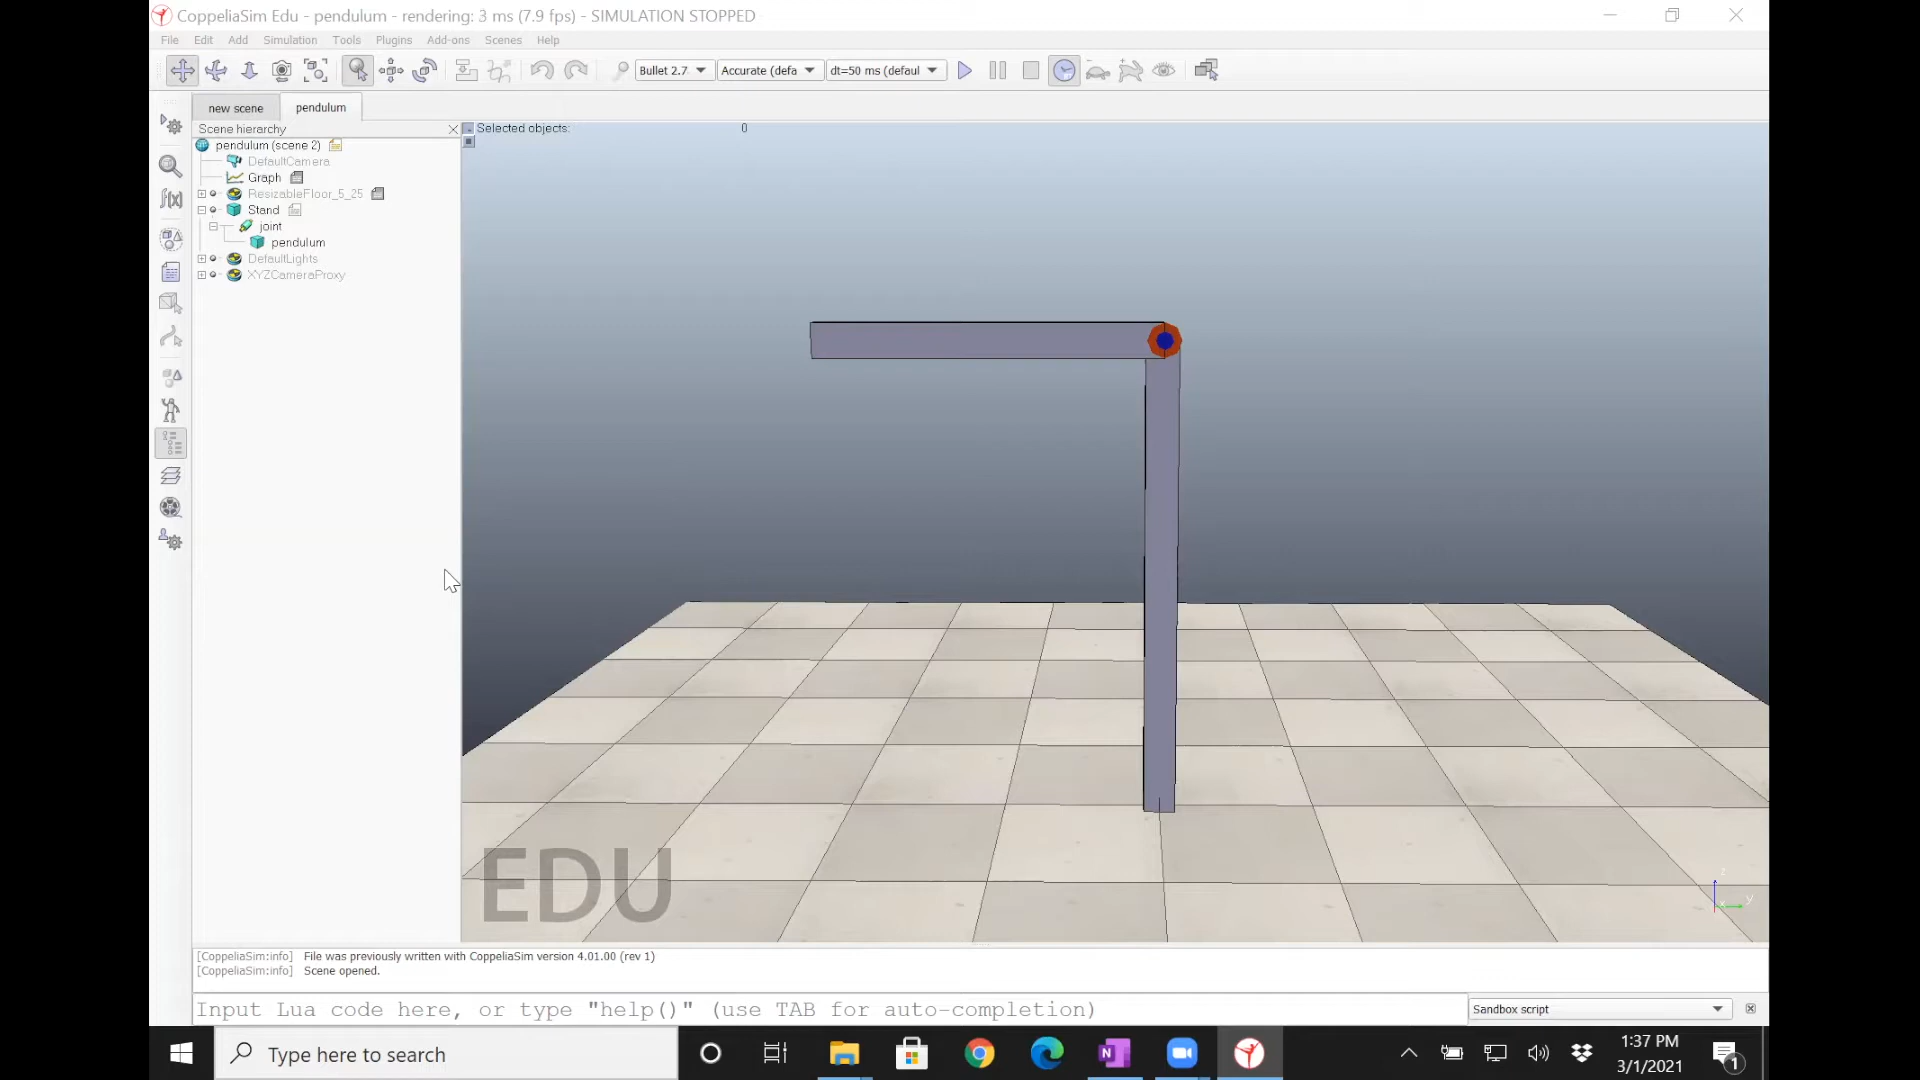 CoppeliaSim Edu - pendulum - rendering: 3 ms (7.9 fps) - SIMULATION STOPPED
File Edit Add Simulation Tools Plugins Add-ons Scenes Help
Bullet 2.7 Accurate (defa dt=50 ms (defaul
new scene pendulum
Scene hierarchy
Selected objects: 0
pendulum (scene 2)
DefaultCamera
Graph
ResizableFloor_5_25
Stand
joint
pendulum
DefaultLights
XYZCameraProxy
f(x)
EDU
z
y
[CoppeliaSim:info] File was previously written with CoppeliaSim version 4.01.00 (rev 1)
[CoppeliaSim:info] Scene opened.
Input Lua code here, or type "help()" (use TAB for auto-completion)
Sandbox script
Type here to search
N
1:37 PM
3/1/2021
1